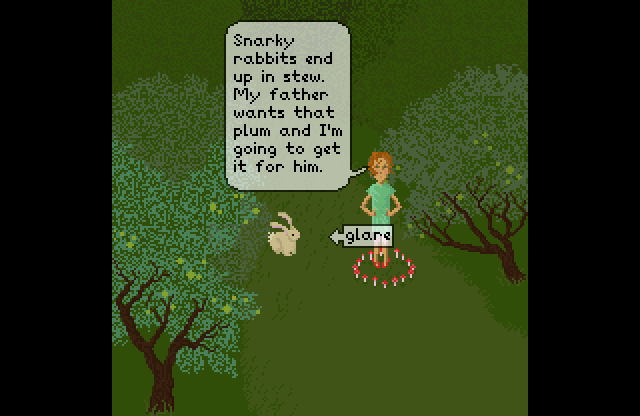 Snarky
rabbits end
up in stew.
My father
wants that
plum and I'm
going to get
it for him.
glare